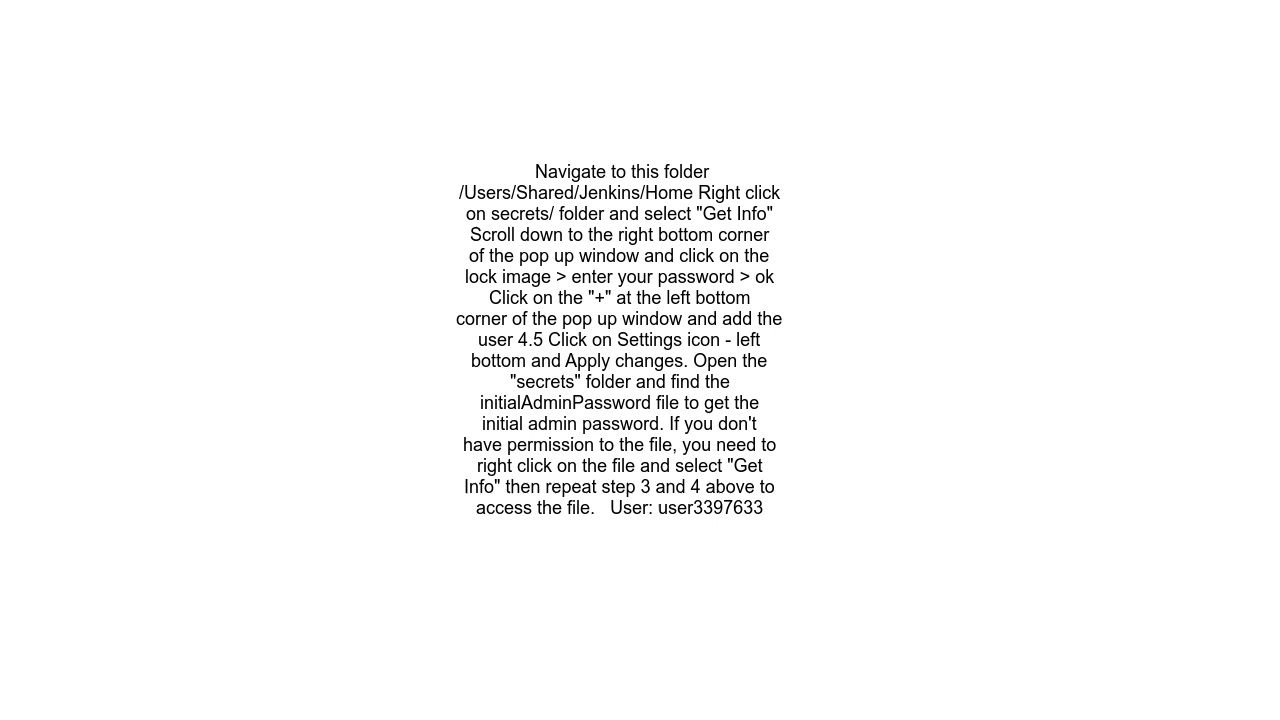 Navigate to this folder
/Users/Shared/Jenkins/Home Right click
on secrets/ folder and select "Get Info"
Scroll down to the right bottom corner
of the pop up window and click on the
lock image > enter your password > ok
Click on the "+" at the left bottom
corner of the pop up window and add the
user 4.5 Click on Settings icon - left
bottom and Apply changes. Open the
"secrets" folder and find the
initialAdminPassword file to get the
initial admin password. If you don't
have permission to the file, you need to
right click on the file and select "Get
Info" then repeat step 3 and 4 above to
access the file.   User: user3397633